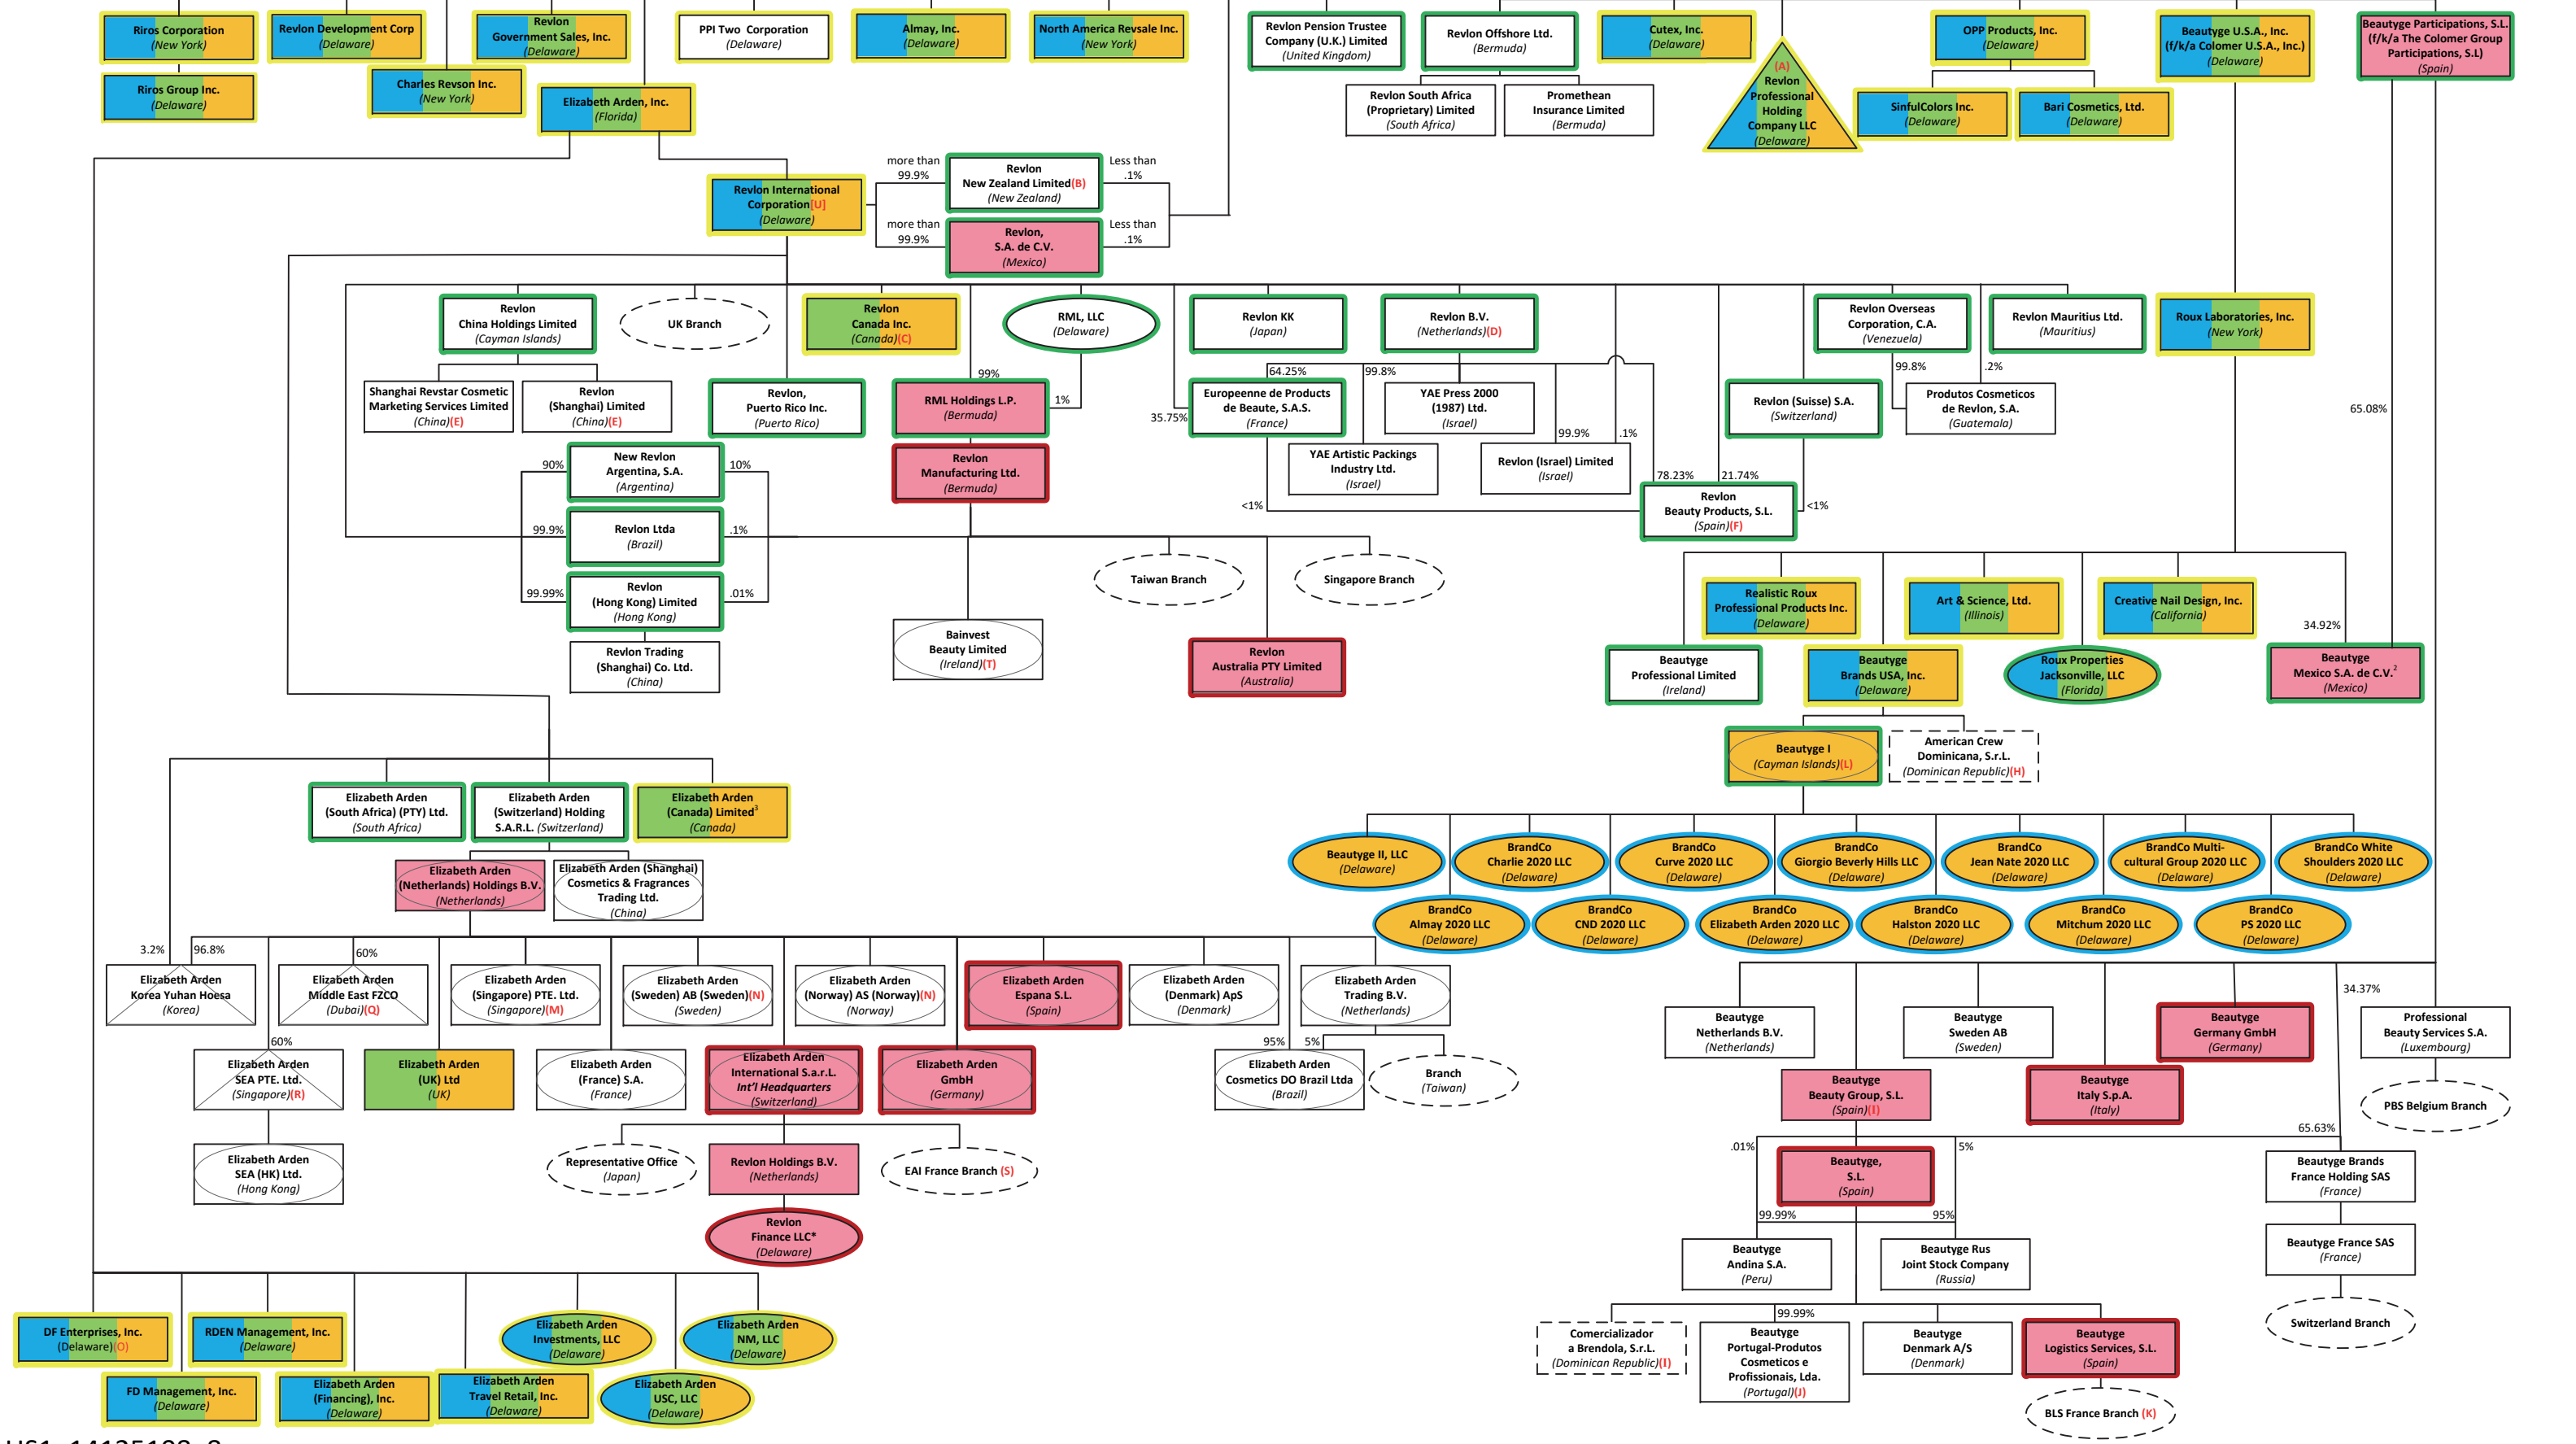 Riros Corporation
(New York)
Revlon Development Corp
(Delaware)
Revlon
Government Sales, Inc.
(Delaware)
PPI Two Corporation
(Delaware)
Almay, Inc.
(Delaware)
North America Revsale Inc.
(New York)
Revlon Pension Trustee
Company (U.K.) Limited
(United Kingdom)
Revlon Offshore Ltd.
(Bermuda)
Cutex, Inc.
(Delaware)
OPP Products, Inc.
(Delaware)
Beautyge U.S.A., Inc.
(f/k/a Colomer U.S.A., Inc.)
(Delaware)
Beautyge Participations, S.L.
(f/k/a The Colomer Group
Participations, S.L)
(Spain)
Riros Group Inc.
(Delaware)
Charles Revson Inc.
(New York)
Elizabeth Arden, Inc.
(Florida)
Revlon South Africa
(Proprietary) Limited
(South Africa)
Promethean
Insurance Limited
(Bermuda)
(A)
Revlon
Professional
Holding
Company LLC
(Delaware)
SinfulColors Inc.
(Delaware)
Bari Cosmetics, Ltd.
(Delaware)
Revlon International
Corporation[U]
(Delaware)
more than
99.9%
Revlon
New Zealand Limited(B)
(New Zealand)
Less than
.1%
more than
99.9%
Revlon,
S.A. de C.V.
(Mexico)
Less than
.1%
Revlon
China Holdings Limited
(Cayman Islands)
UK Branch
Revlon
Canada Inc.
(Canada)(C)
RML, LLC
(Delaware)
Revlon KK
(Japan)
Revlon B.V.
(Netherlands)(D)
Revlon Overseas
Corporation, C.A.
(Venezuela)
Revlon Mauritius Ltd.
(Mauritius)
Roux Laboratories, Inc.
(New York)
Shanghai Revstar Cosmetic
Marketing Services Limited
(China)(E)
Revlon
(Shanghai) Limited
(China)(E)
Revlon,
Puerto Rico Inc.
(Puerto Rico)
99%
RML Holdings L.P.
(Bermuda)
1%
35.75%
64.25%
Europeenne de Products
de Beaute, S.A.S.
(France)
99.8%
YAE Press 2000
(1987) Ltd.
(Israel)
Revlon (Suisse) S.A.
(Switzerland)
99.8%
.2%
Produtos Cosmeticos
de Revlon, S.A.
(Guatemala)
65.08%
90%
New Revlon
Argentina, S.A.
(Argentina)
10%
Revlon
Manufacturing Ltd.
(Bermuda)
YAE Artistic Packings
Industry Ltd.
(Israel)
99.9%
.1%
Revlon (Israel) Limited
(Israel)
78.23%
21.74%
<1%
Revlon
Beauty Products, S.L.
(Spain)(F)
<1%
99.9%
Revlon Ltda
(Brazil)
.1%
99.99%
Revlon
(Hong Kong) Limited
(Hong Kong)
.01%
Taiwan Branch
Singapore Branch
Realistic Roux
Professional Products Inc.
(Delaware)
Art & Science, Ltd.
(Illinois)
Creative Nail Design, Inc.
(California)
34.92%
Revlon Trading
(Shanghai) Co. Ltd.
(China)
Bainvest
Beauty Limited
(Ireland)(T)
Revlon
Australia PTY Limited
(Australia)
Beautyge
Professional Limited
(Ireland)
Beautyge
Brands USA, Inc.
(Delaware)
Roux Properties
Jacksonville, LLC
(Florida)
Beautyge
Mexico S.A. de C.V.2
(Mexico)
Beautyge I
(Cayman Islands)(L)
American Crew
Dominicana, S.r.L.
(Dominican Republic)(H)
Elizabeth Arden
(South Africa) (PTY) Ltd.
(South Africa)
Elizabeth Arden
(Switzerland) Holding
S.A.R.L. (Switzerland)
Elizabeth Arden
(Canada) Limited3
(Canada)
Beautyge II, LLC
(Delaware)
BrandCo
Charlie 2020 LLC
(Delaware)
BrandCo
Curve 2020 LLC
(Delaware)
BrandCo
Giorgio Beverly Hills LLC
(Delaware)
BrandCo
Jean Nate 2020 LLC
(Delaware)
BrandCo Multi-
cultural Group 2020 LLC
(Delaware)
BrandCo White
Shoulders 2020 LLC
(Delaware)
Elizabeth Arden
(Netherlands) Holdings B.V.
(Netherlands)
Elizabeth Arden (Shanghai)
Cosmetics & Fragrances
Trading Ltd.
(China)
BrandCo
Almay 2020 LLC
(Delaware)
BrandCo
CND 2020 LLC
(Delaware)
BrandCo
Elizabeth Arden 2020 LLC
(Delaware)
BrandCo
Halston 2020 LLC
(Delaware)
BrandCo
Mitchum 2020 LLC
(Delaware)
BrandCo
PS 2020 LLC
(Delaware)
3.2%
96.8%
Elizabeth Arden
Korea Yuhan Hoesa
(Korea)
60%
Elizabeth Arden
Middle East FZCO
(Dubai)(Q)
Elizabeth Arden
(Singapore) PTE. Ltd.
(Singapore)(M)
Elizabeth Arden
(Sweden) AB (Sweden)(N)
(Sweden)
Elizabeth Arden
(Norway) AS (Norway)(N)
(Norway)
Elizabeth Arden
Espana S.L.
(Spain)
Elizabeth Arden
(Denmark) ApS
(Denmark)
Elizabeth Arden
Trading B.V.
(Netherlands)
34.37%
Beautyge
Netherlands B.V.
(Netherlands)
Beautyge
Sweden AB
(Sweden)
Beautyge
Germany GmbH
(Germany)
Professional
Beauty Services S.A.
(Luxembourg)
60%
Elizabeth Arden
SEA PTE. Ltd.
(Singapore)(R)
Elizabeth Arden
(UK) Ltd
(UK)
Elizabeth Arden
(France) S.A.
(France)
Elizabeth Arden
International S.a.r.L.
Int'l Headquarters
(Switzerland)
Elizabeth Arden
GmbH
(Germany)
95%
5%
Elizabeth Arden
Cosmetics DO Brazil Ltda
(Brazil)
Branch
(Taiwan)
Beautyge
Beauty Group, S.L.
(Spain)(I)
Beautyge
Italy S.p.A.
(Italy)
PBS Belgium Branch
65.63%
Elizabeth Arden
SEA (HK) Ltd.
(Hong Kong)
Representative Office
(Japan)
Revlon Holdings B.V.
(Netherlands)
EAI France Branch (S)
.01%
Beautyge,
S.L.
(Spain)
5%
Beautyge Brands
France Holding SAS
(France)
Revlon
Finance LLC*
(Delaware)
99.99%
95%
Beautyge
Andina S.A.
(Peru)
Beautyge Rus
Joint Stock Company
(Russia)
Beautyge France SAS
(France)
DF Enterprises, Inc.
(Delaware)(O)
RDEN Management, Inc.
(Delaware)
Elizabeth Arden
Investments, LLC
(Delaware)
Elizabeth Arden
NM, LLC
(Delaware)
99.99%
Comercializador
a Brendola, S.r.L.
(Dominican Republic)(I)
Beautyge
Portugal-Produtos
Cosmeticos e
Profissionais, Lda.
(Portugal)(J)
Beautyge
Denmark A/S
(Denmark)
Beautyge
Logistics Services, S.L.
(Spain)
Switzerland Branch
FD Management, Inc.
(Delaware)
Elizabeth Arden
(Financing), Inc.
(Delaware)
Elizabeth Arden
Travel Retail, Inc.
(Delaware)
Elizabeth Arden
USC, LLC
(Delaware)
BLS France Branch (K)